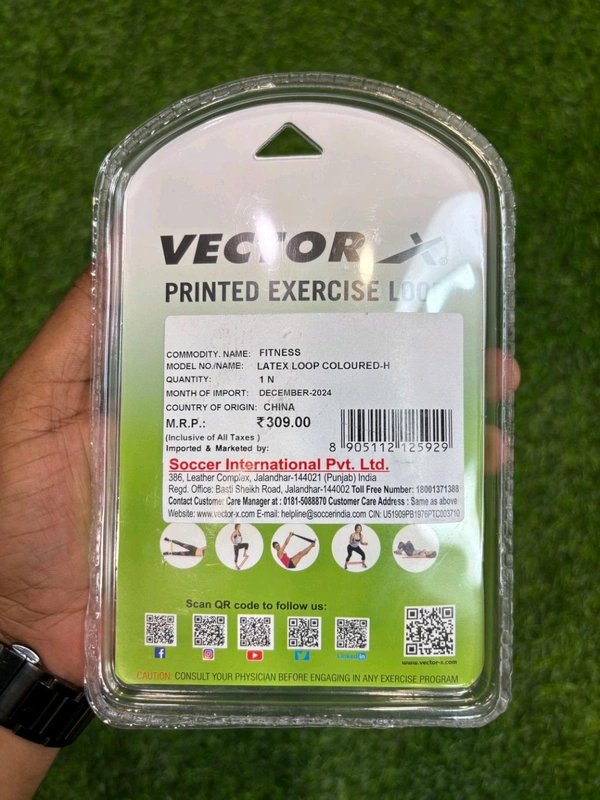 VECTOR X
PRINTED EXERCISE LOOP
COMMODITY. NAME: FITNESS
MODEL NO./NAME: LATEX LOOP COLOURED-H
QUANTITY: 1 N
MONTH OF IMPORT: DECEMBER-2024
COUNTRY OF ORIGIN: CHINA
M.R.P.: ₹309.00
(Inclusive of All Taxes )
Imported & Marketed by:
8 905112 125929
Soccer International Pvt. Ltd.
386, Leather Complex, Jalandhar-144021 (Punjab) India
Regd. Office: Basti Sheikh Road, Jalandhar-144002 Toll Free Number: 18001371388
Contact Customer Care Manager at : 0181-5088870 Customer Care Address : Same as above
Website: www.vector-x.com E-mail: helpline@soccerindia.com CIN: U51909PB1976PTC003710
Scan QR code to follow us:
LinkedIn
www.vector-x.com
CAUTION: CONSULT YOUR PHYSICIAN BEFORE ENGAGING IN ANY EXERCISE PROGRAM